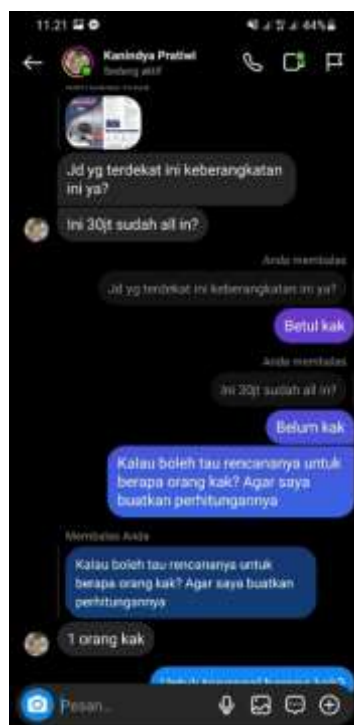 11.21
44%
Kanindya Pratiwi
Sedang aktif
Jd yg terdekat ini keberangkatan
ini ya?
Ini 30jt sudah all in?
Anda membalas
Jd yg terdekat ini keberangkatan ini ya?
Betul kak
Anda membalas
Ini 30jt sudah all in?
Belum kak
Kalau boleh tau rencananya untuk
berapa orang kak? Agar saya
buatkan perhitungannya
Membalas Anda
Kalau boleh tau rencananya untuk
berapa orang kak? Agar saya buatkan
perhitungannya
1 orang kak
Pesan...